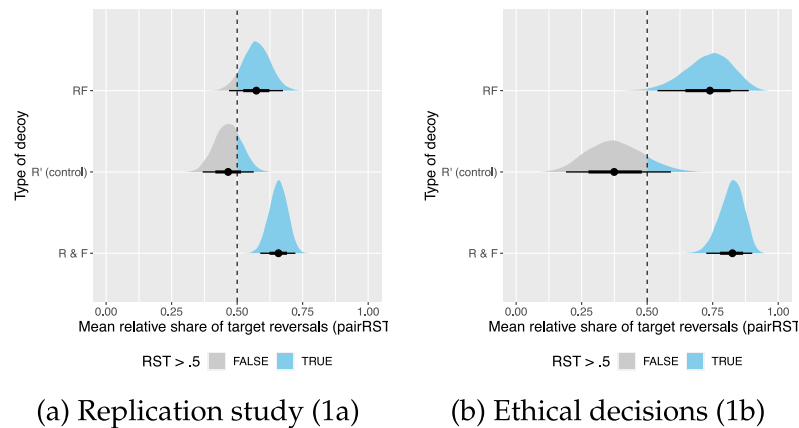 Type of decoy
RF
R' (control)
R & F
0.00 0.25 0.50 0.75 1.00
Mean relative share of target reversals (pairRST
RST > .5 FALSE TRUE
(a) Replication study (1a)
Type of decoy
RF
R' (control)
R & F
0.00 0.25 0.50 0.75 1.00
Mean relative share of target reversals (pairRST
RST > .5 FALSE TRUE
(b) Ethical decisions (1b)